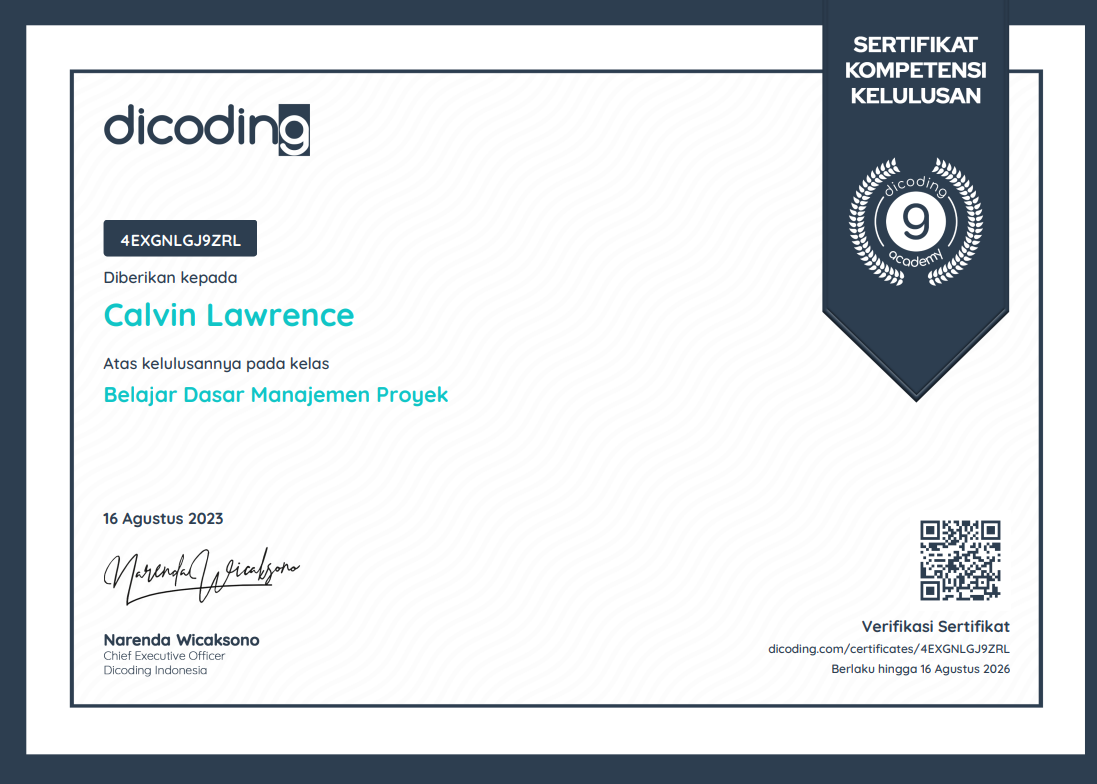 SERTIFIKAT
KOMPETENSI
KELULUSAN
dicoding
dicoding
g
academy
4EXGNLGJ9ZRL
Diberikan kepada
Calvin Lawrence
Atas kelulusannya pada kelas
Belajar Dasar Manajemen Proyek
16 Agustus 2023
Narenda Wicaksono
Narenda Wicaksono
Chief Executive Officer
Dicoding Indonesia
Verifikasi Sertifikat
dicoding.com/certificates/4EXGNLGJ9ZRL
Berlaku hingga 16 Agustus 2026